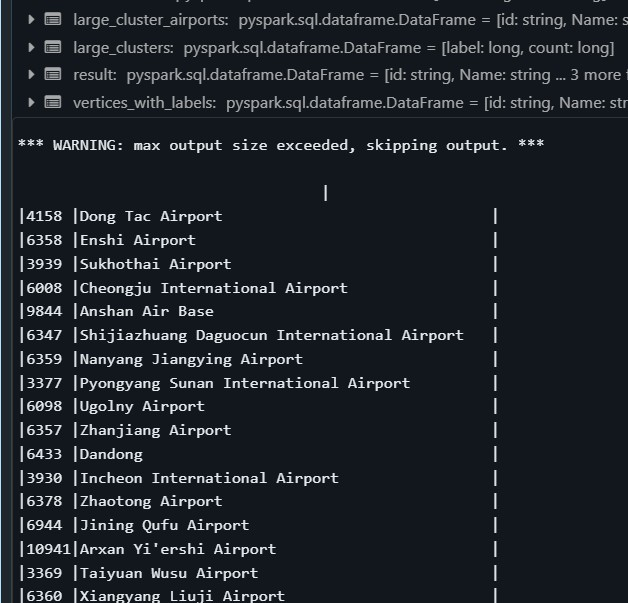 large_cluster_airports: pyspark.sql.dataframe.DataFrame = [id: string, Name: s
large_clusters: pyspark.sql.dataframe.DataFrame = [label: long, count: long]
result: pyspark.sql.dataframe.DataFrame = [id: string, Name: string ... 3 more f
vertices_with_labels: pyspark.sql.dataframe.DataFrame = [id: string, Name: str
*** WARNING: max output size exceeded, skipping output. ***
|
|4158 |Dong Tac Airport |
|6358 |Enshi Airport |
|3939 |Sukhothai Airport |
|6008 |Cheongju International Airport |
|9844 |Anshan Air Base |
|6347 |Shijiazhuang Daguocun International Airport |
|6359 |Nanyang Jiangying Airport |
|3377 |Pyongyang Sunan International Airport |
|6098 |Ugolny Airport |
|6357 |Zhanjiang Airport |
|6433 |Dandong |
|3930 |Incheon International Airport |
|6378 |Zhaotong Airport |
|6944 |Jining Qufu Airport |
|10941|Arxan Yi'ershi Airport |
|3369 |Taiyuan Wusu Airport |
|6360 |Xiangyang Liuji Airport |